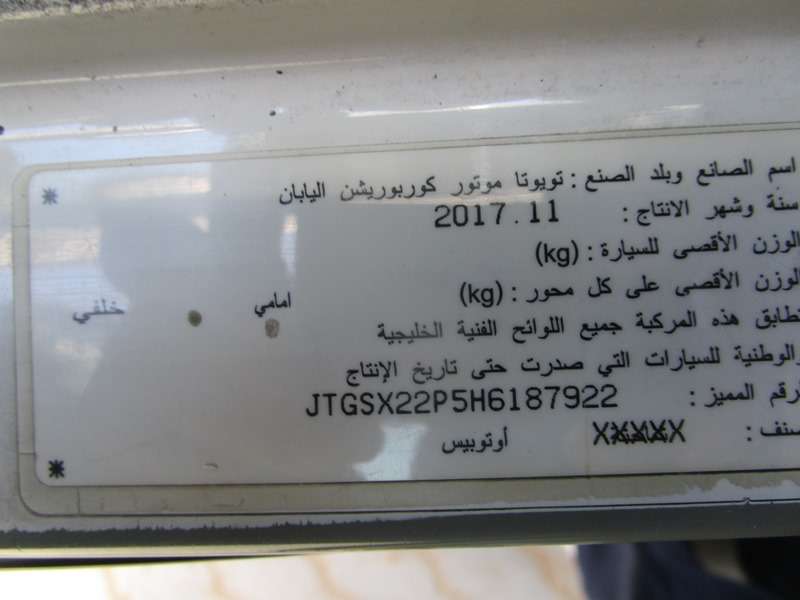 اسم الصانع وبلد الصنع : تويوتا موتور كوربوريشن اليابان
سنة وشهر الانتاج : 2017.11
الوزن الأقصى للسيارة : (kg)
الوزن الأقصى على كل محور : (kg) امامي خلفي
تطابق هذه المركبة جميع اللوائح الفنية الخليجية
والوطنية للسيارات التي صدرت حتى تاريخ الإنتاج
رقم المميز : JTGSX22P5H6187922
صنف : أوتوبيس